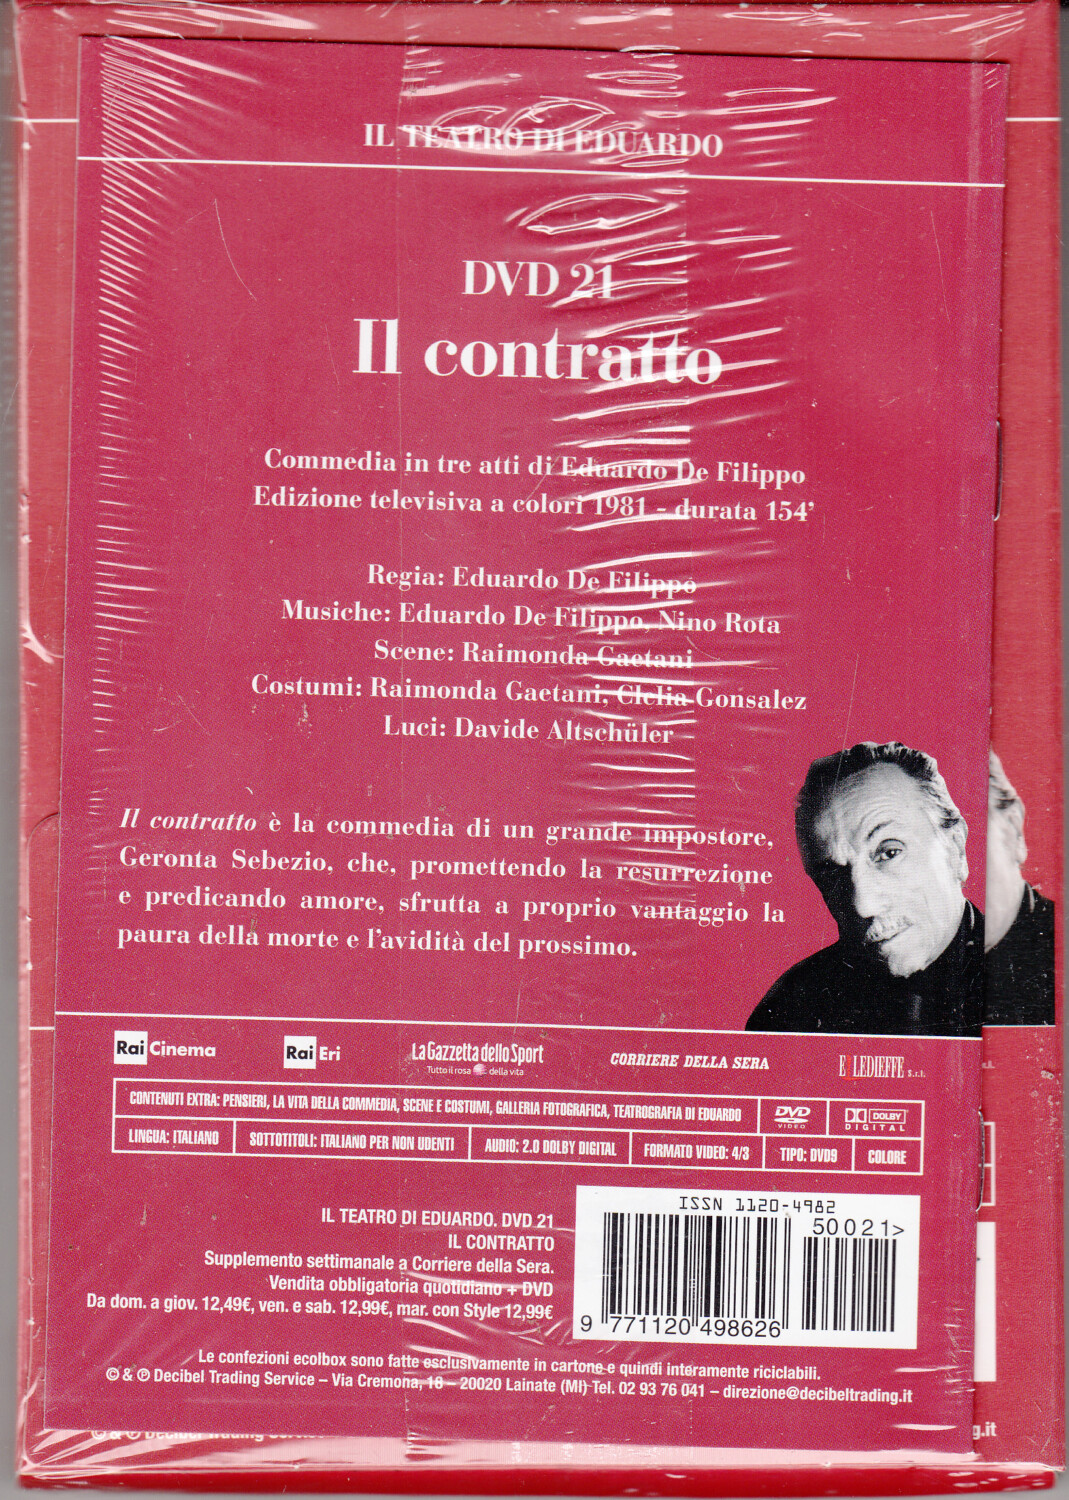 IL TEATRO DI EDUARDO
DVD 21
Il contratto
Commedia in tre atti di Eduardo De Filippo
Edizione televisiva a colori 1981 - durata 154'
Regia: Eduardo De Filippo
Musiche: Eduardo De Filippo, Nino Rota
Scene: Raimonda Gaetani
Costumi: Raimonda Gaetani, Clelia Gonsalez
Luci: Davide Altschüler
Il contratto è la commedia di un grande impostore,
Geronta Sebezio, che, promettendo la resurrezione
e predicando amore, sfrutta a proprio vantaggio la
paura della morte e l'avidità del prossimo.
Rai Cinema
Rai Eri
La Gazzetta dello Sport
Tutto il rosa della vita
CORRIERE DELLA SERA
ELLEDIEFFE s.r.l.
s.l.
CONTENUTI EXTRA: PENSIERI, LA VITA DELLA COMMEDIA, SCENE E COSTUMI, GALLERIA FOTOGRAFICA, TEATROGRAFIA DI EDUARDO
DVD VIDEO
DOLBY DIGITAL
LINGUA: ITALIANO
SOTTOTITOLI: ITALIANO PER NON UDENTI
AUDIO: 2.0 DOLBY DIGITAL
FORMATO VIDEO: 4/3
TIPO: DVD9
COLORE
IL TEATRO DI EDUARDO. DVD 21
IL CONTRATTO
Supplemento settimanale a Corriere della Sera.
Vendita obbligatoria quotidiano + DVD
Da dom. a giov. 12,49€, ven. e sab. 12,99€, mar. con Style 12,99€
ISSN 1120-4982
50021>
9 771120 498626
Le confezioni ecolbox sono fatte esclusivamente in cartone e quindi interamente riciclabili.
© & ℗ Decibel Trading Service – Via Cremona, 18 – 20020 Lainate (MI) Tel. 02 93 76 041 – direzione@decibeltrading.it
© & ℗ Decibel Trading
g.it